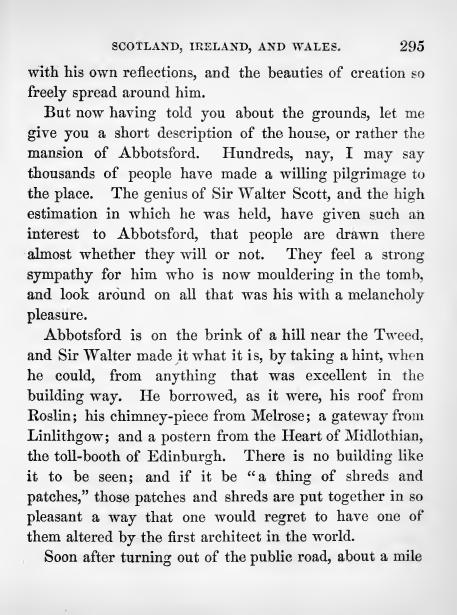 SCOTLAND, IRELAND, AND WALES. 295
with his own reflections, and the beauties of creation so
freely spread around him.
But now having told you about the grounds, let me
give you a short description of the house, or rather the
mansion of Abbotsford. Hundreds, nay, I may say
thousands of people have made a willing pilgrimage to
the place. The genius of Sir Walter Scott, and the high
estimation in which he was held, have given such an
interest to Abbotsford, that people are drawn there
almost whether they will or not. They feel a strong
sympathy for him who is now mouldering in the tomb,
and look around on all that was his with a melancholy
pleasure.
Abbotsford is on the brink of a hill near the Tweed,
and Sir Walter made it what it is, by taking a hint, when
he could, from anything that was excellent in the
building way. He borrowed, as it were, his roof from
Roslin; his chimney-piece from Melrose; a gateway from
Linlithgow; and a postern from the Heart of Midlothian,
the toll-booth of Edinburgh. There is no building like
it to be seen; and if it be "a thing of shreds and
patches," those patches and shreds are put together in so
pleasant a way that one would regret to have one of
them altered by the first architect in the world.
Soon after turning out of the public road, about a mile